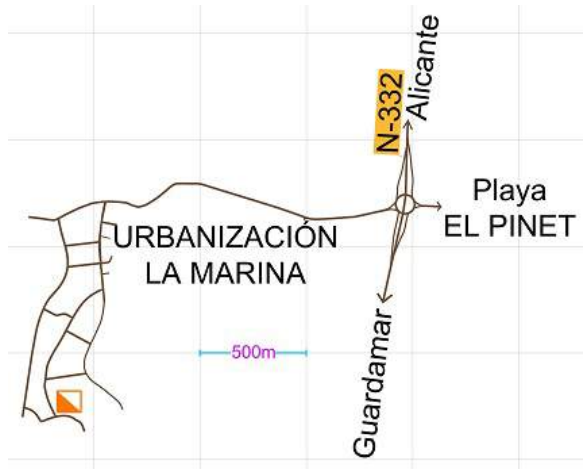 Alicante
N-332
Playa
EL PINET
URBANIZACIÓN
LA MARINA
500m
Guardamar